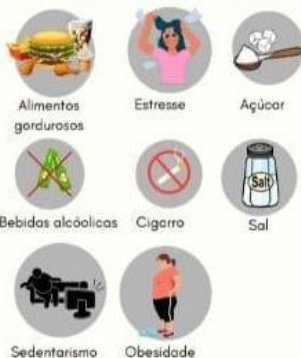 Alimentos
gordurosos
Estresse
Açúcar
Bebidas alcóolicas
Cigarro
Salt
Sal
Sedentarismo
Obesidade